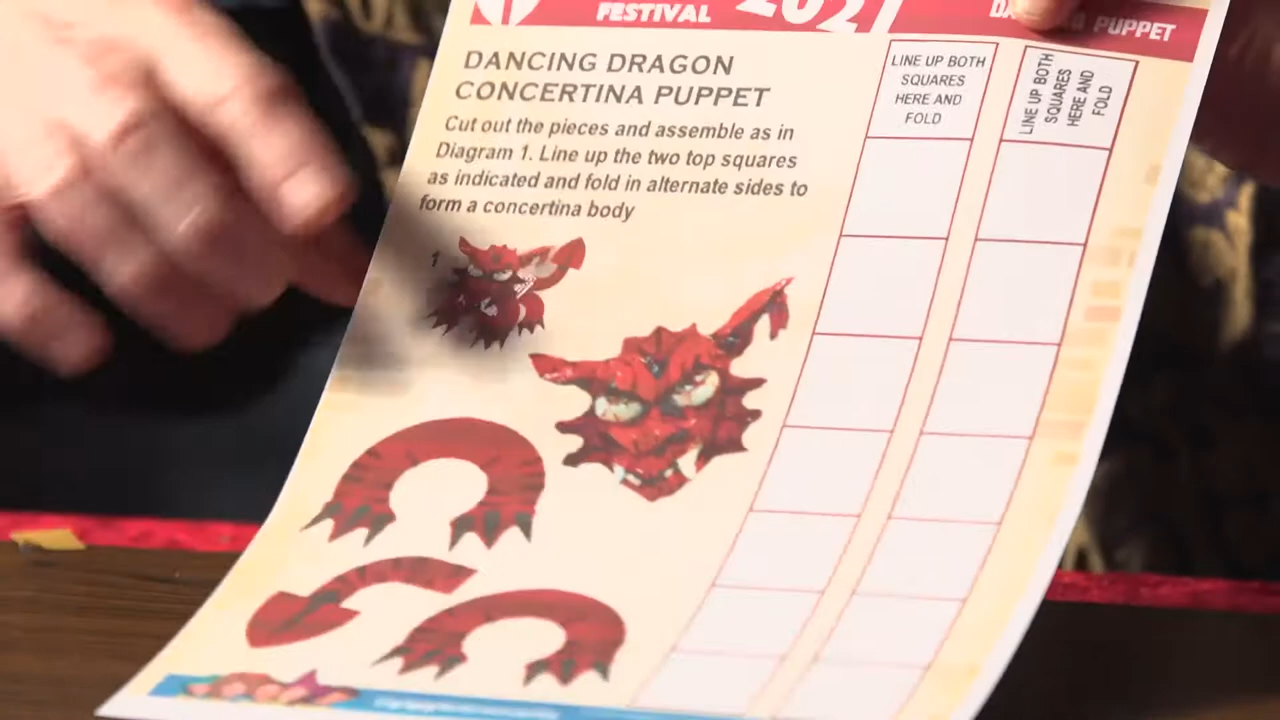 FESTIVAL 2021
PUPPET
DANCING DRAGON
CONCERTINA PUPPET
Cut out the pieces and assemble as in
Diagram 1. Line up the two top squares
as indicated and fold in alternate sides to
form a concertina body
1
LINE UP BOTH
SQUARES
HERE AND
FOLD
LINE UP BOTH
SQUARES
HERE AND
FOLD